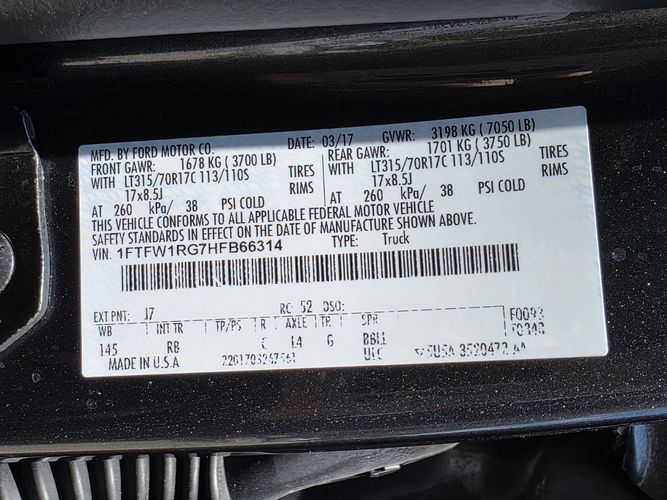 MFD. BY FORD MOTOR CO. DATE: 03/17 GVWR: 3198 KG ( 7050 LB)
FRONT GAWR: 1678 KG ( 3700 LB) REAR GAWR: 1701 KG ( 3750 LB)
WITH LT315/70R17C 113/110S TIRES WITH LT315/70R17C 113/110S TIRES
17x8.5J RIMS 17x8.5J RIMS
AT 260 kPa/ 38 PSI COLD AT 260 kPa/ 38 PSI COLD
THIS VEHICLE CONFORMS TO ALL APPLICABLE FEDERAL MOTOR VEHICLE
SAFETY STANDARDS IN EFFECT ON THE DATE OF MANUFACTURE SHOWN ABOVE.
VIN: 1FTFW1RG7HFB66314 TYPE: Truck
EXT PNT: J7 RC: 52 DSO:
WB INT TR TP/PS R AXLE TR SPR
145 RB C L4 G
MADE IN U.S.A